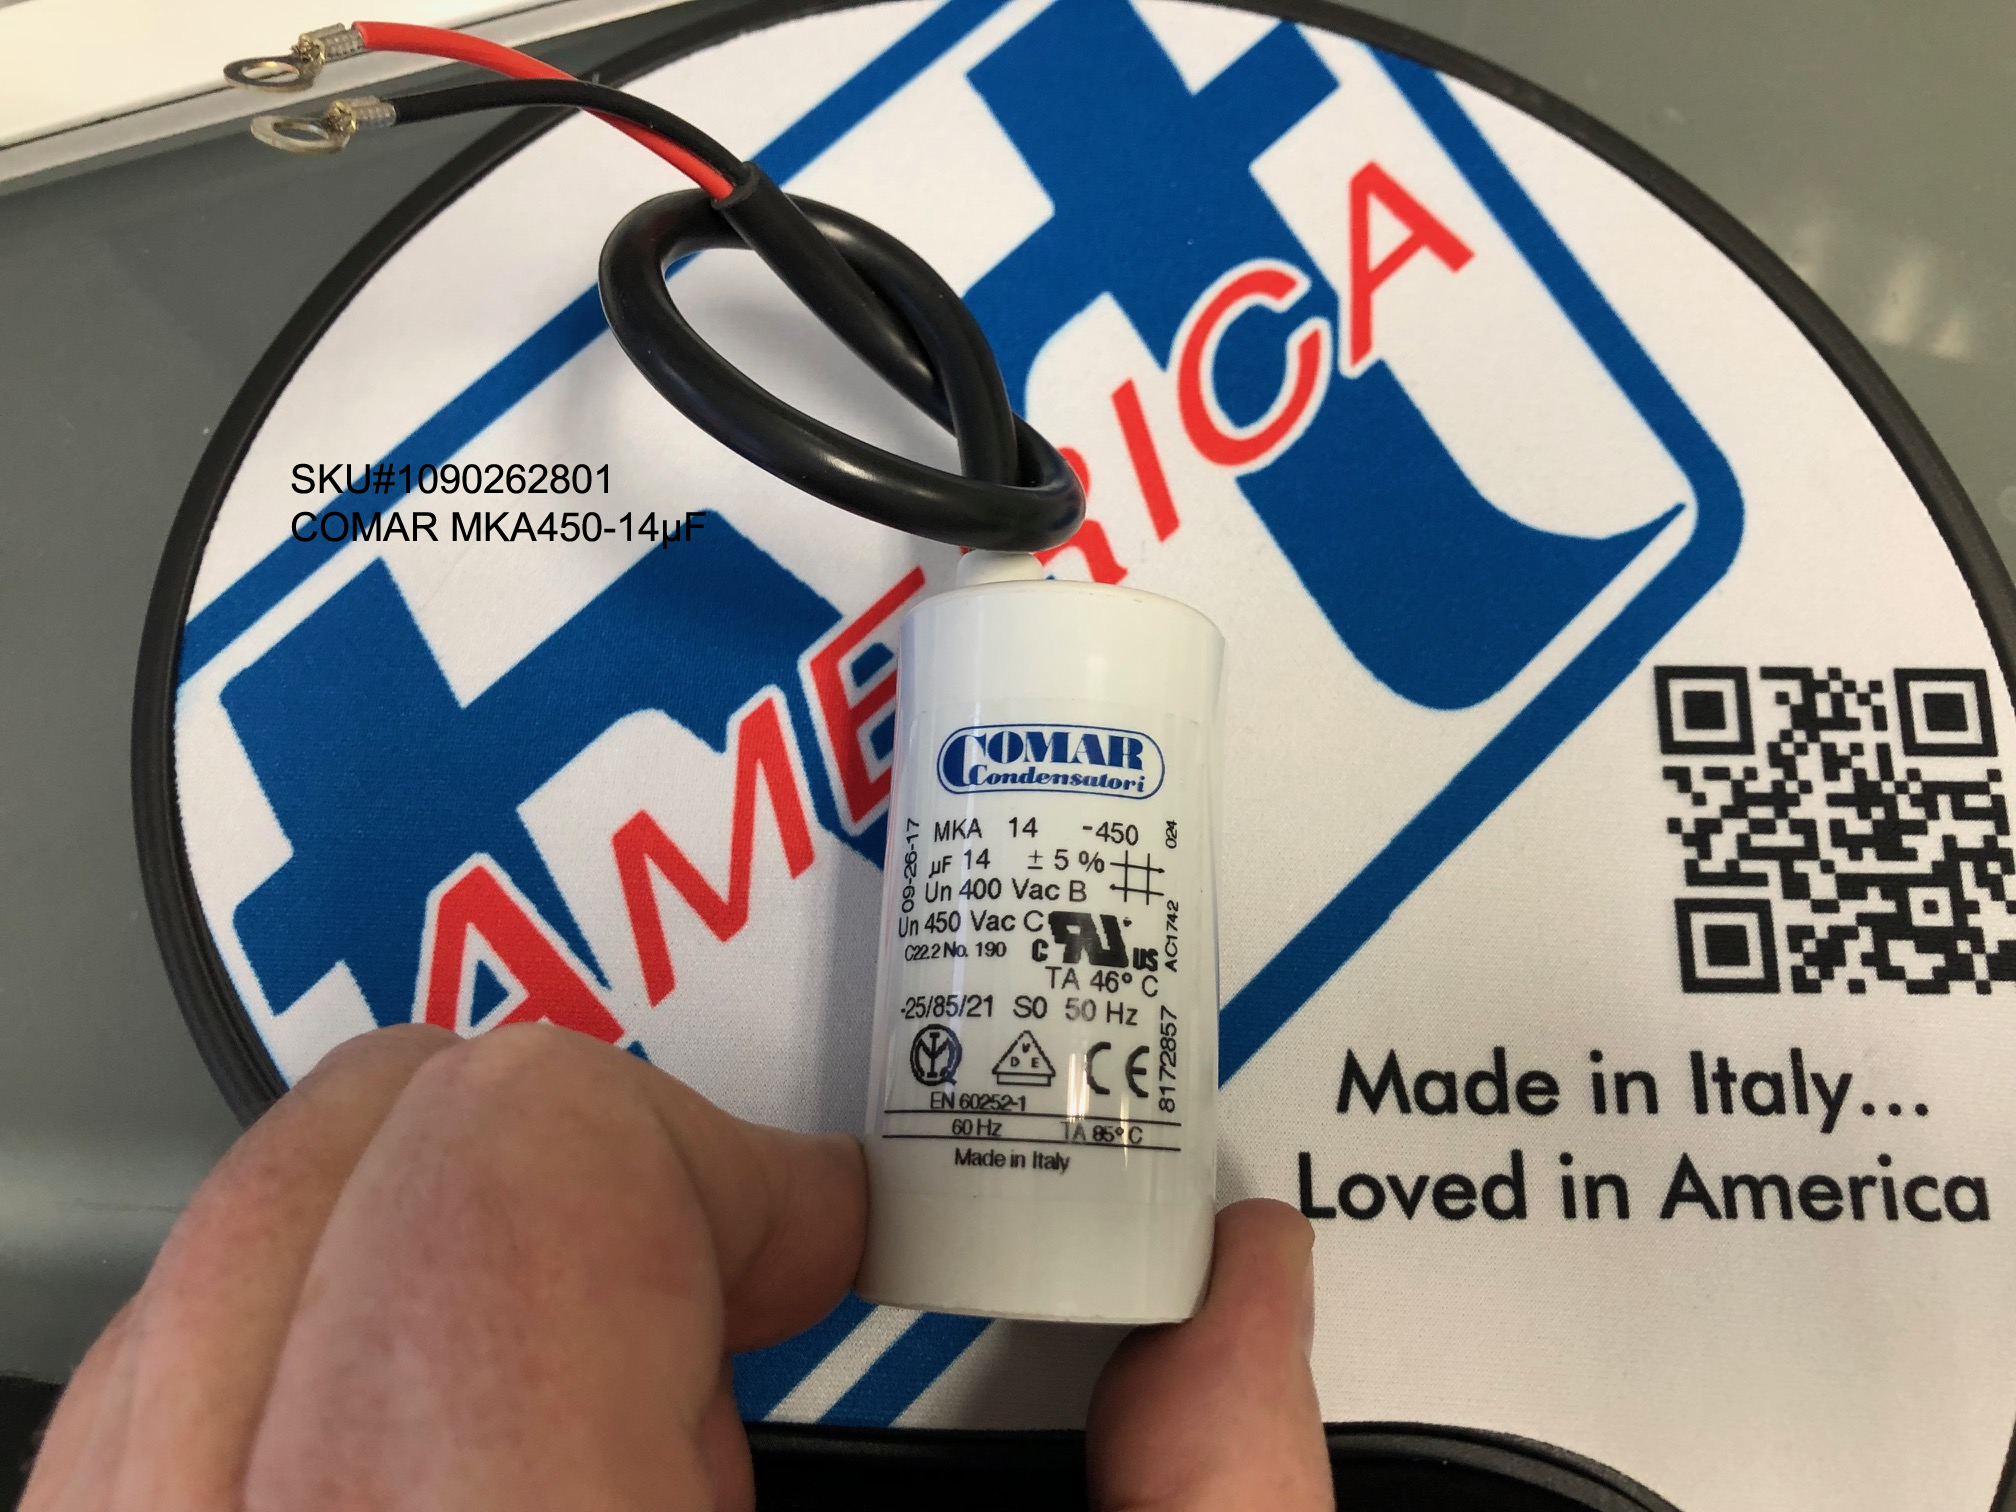 SKU#1090262801
COMAR MKA450-14µF
AMERICA
COMAR
Condensatori
MKA 14 -450
µF 14 ± 5 %
Un 400 Vac B
Un 450 Vac C
C22.2 No. 190
C RU US
TA 46° C
-25/85/21 S0 50 Hz
VDE CE
EN 60252-1
60 Hz TA 85° C
Made in Italy
09-26-17
024
AC1742
8172857
Made in Italy...
Loved in America